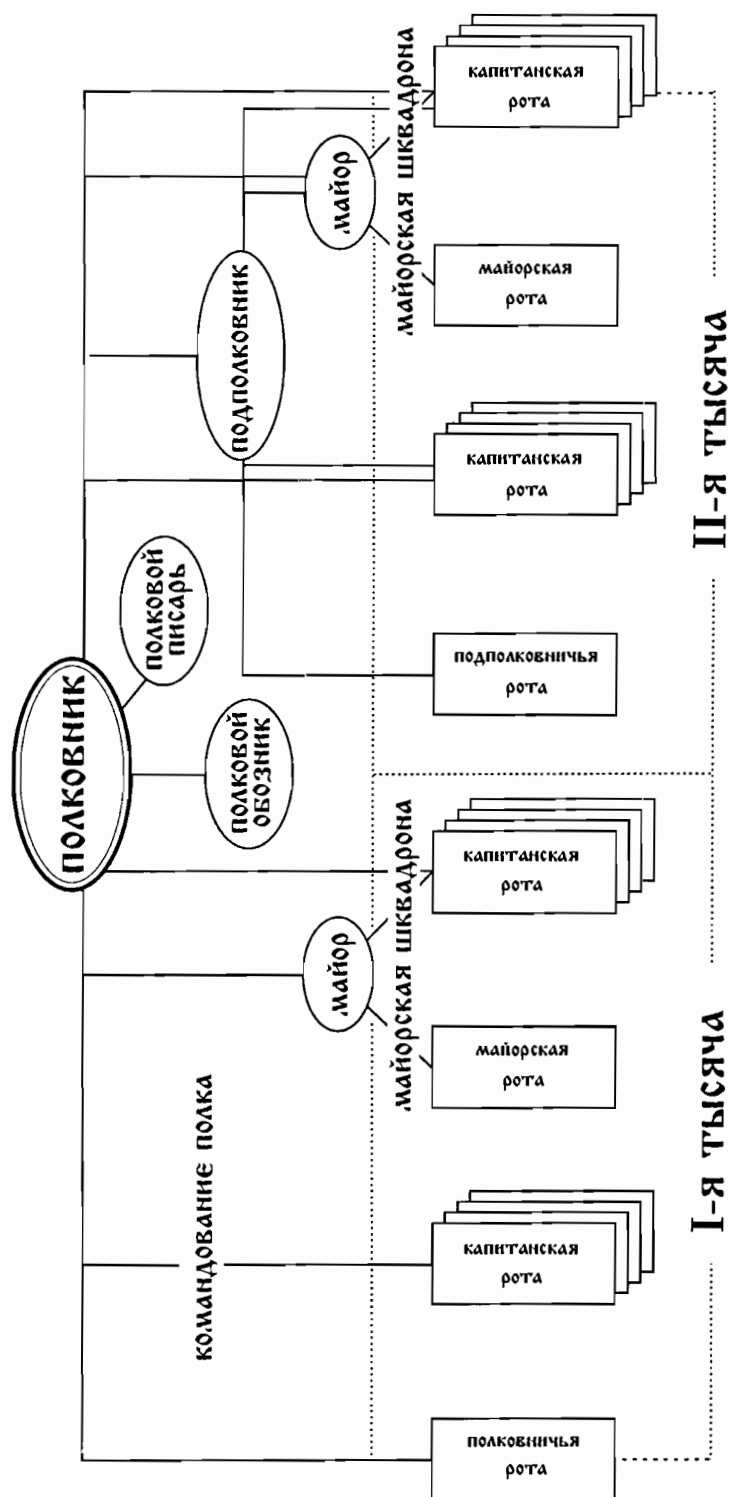 ПОЛКОВНИК
ПОЛКОВОЙ
ПИСАРЬ
ПОЛКОВОЙ
ОБОЗНИК
ПОДПОЛКОВНИК
КОМАНДОВАНИЕ ПОЛКА
МАЙОР
МАЙОР
МАЙОРСКАЯ ШКВАДРОНА
МАЙОРСКАЯ ШКВАДРОНА
ПОЛКОВНИЧЬЯ
РОТА
КАПИТАНСКАЯ
РОТА
МАЙОРСКАЯ
РОТА
КАПИТАНСКАЯ
РОТА
ПОДПОЛКОВНИЧЬЯ
РОТА
КАПИТАНСКАЯ
РОТА
МАЙОРСКАЯ
РОТА
КАПИТАНСКАЯ
РОТА
I-Я ТЫСЯЧА
II-Я ТЫСЯЧА